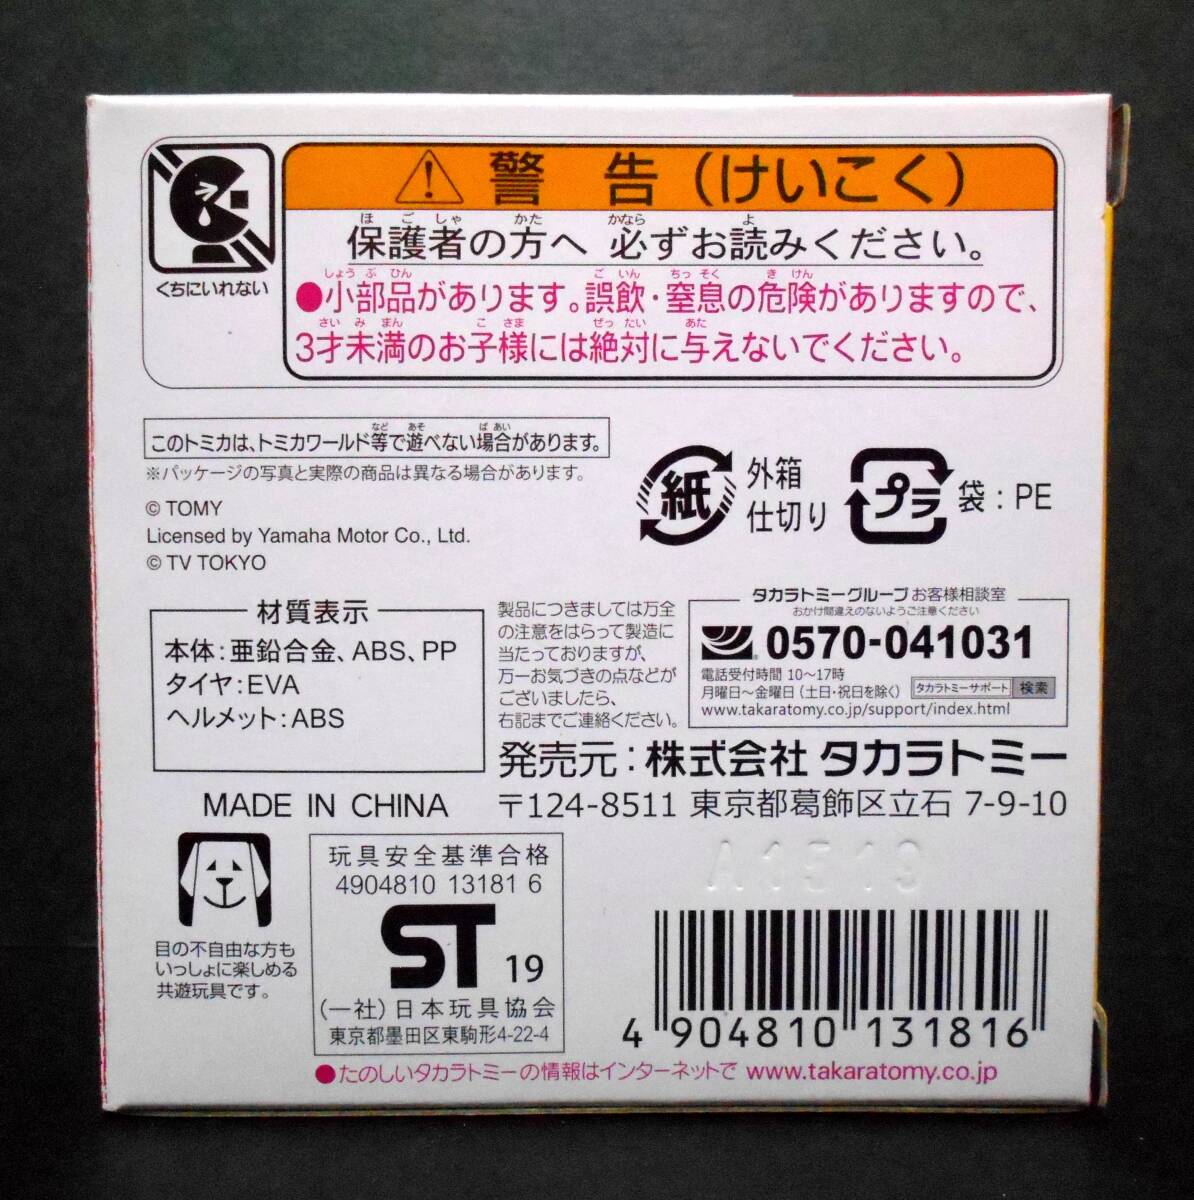 くちにいれない
警告（けいこく）
保護者の方へ 必ずお読みください。
●小部品があります。誤飲・窒息の危険がありますので、
3才未満のお子様には絶対に与えないでください。
このトミカは、トミカワールド等で遊べない場合があります。
※パッケージの写真と実際の商品は異なる場合があります。
© TOMY
Licensed by Yamaha Motor Co., Ltd.
© TV TOKYO
紙
外箱
仕切り
プラ
袋：PE
材質表示
本体：亜鉛合金、ABS、PP
タイヤ：EVA
ヘルメット：ABS
製品につきましては万全
の注意をはらって製造に
当たっておりますが、
万一お気づきの点などが
ございましたら、
右記までご連絡ください。
タカラトミーグループ お客様相談室
おかけ間違えのないようご注意ください
0570-041031
電話受付時間 10～17時
月曜日～金曜日（土日・祝日を除く）
タカラトミーサポート 検索
www.takaratomy.co.jp/support/index.html
発売元：株式会社 タカラトミー
〒124-8511 東京都葛飾区立石 7-9-10
MADE IN CHINA
目の不自由な方も
いっしょに楽しめる
共遊玩具です。
玩具安全基準合格
4904810 13181 6
ST 19
（一社）日本玩具協会
東京都墨田区東駒形4-22-4
A1519
4 904810 131816
●たのしいタカラトミーの情報はインターネットで www.takaratomy.co.jp